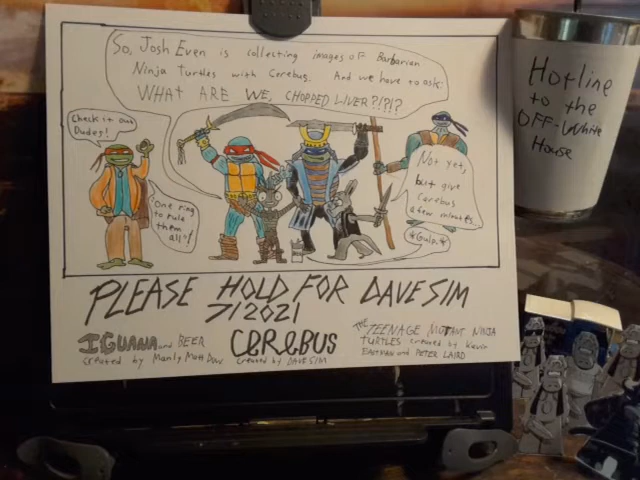 So, Josh Even is collecting images of Barbarian
Ninja Turtles with Cerebus. And we have to ask:
WHAT ARE WE, CHOPPED LIVER?!?!?
Check it out
Dudes!
One ring
to rule
them
all!
Not yet,
but give
Cerebus
a few minutes.
*Gulp.*
PLEASE HOLD FOR DAVE SIM
7/2021
IGUANA and BEER
created by Manly Matt Dow
CEREBUS
created by DAVE SIM
THE TEENAGE MUTANT NINJA
TURTLES created by Kevin
EASTMAN and PETER LAIRD
Hotline
to the
OFF-White
House